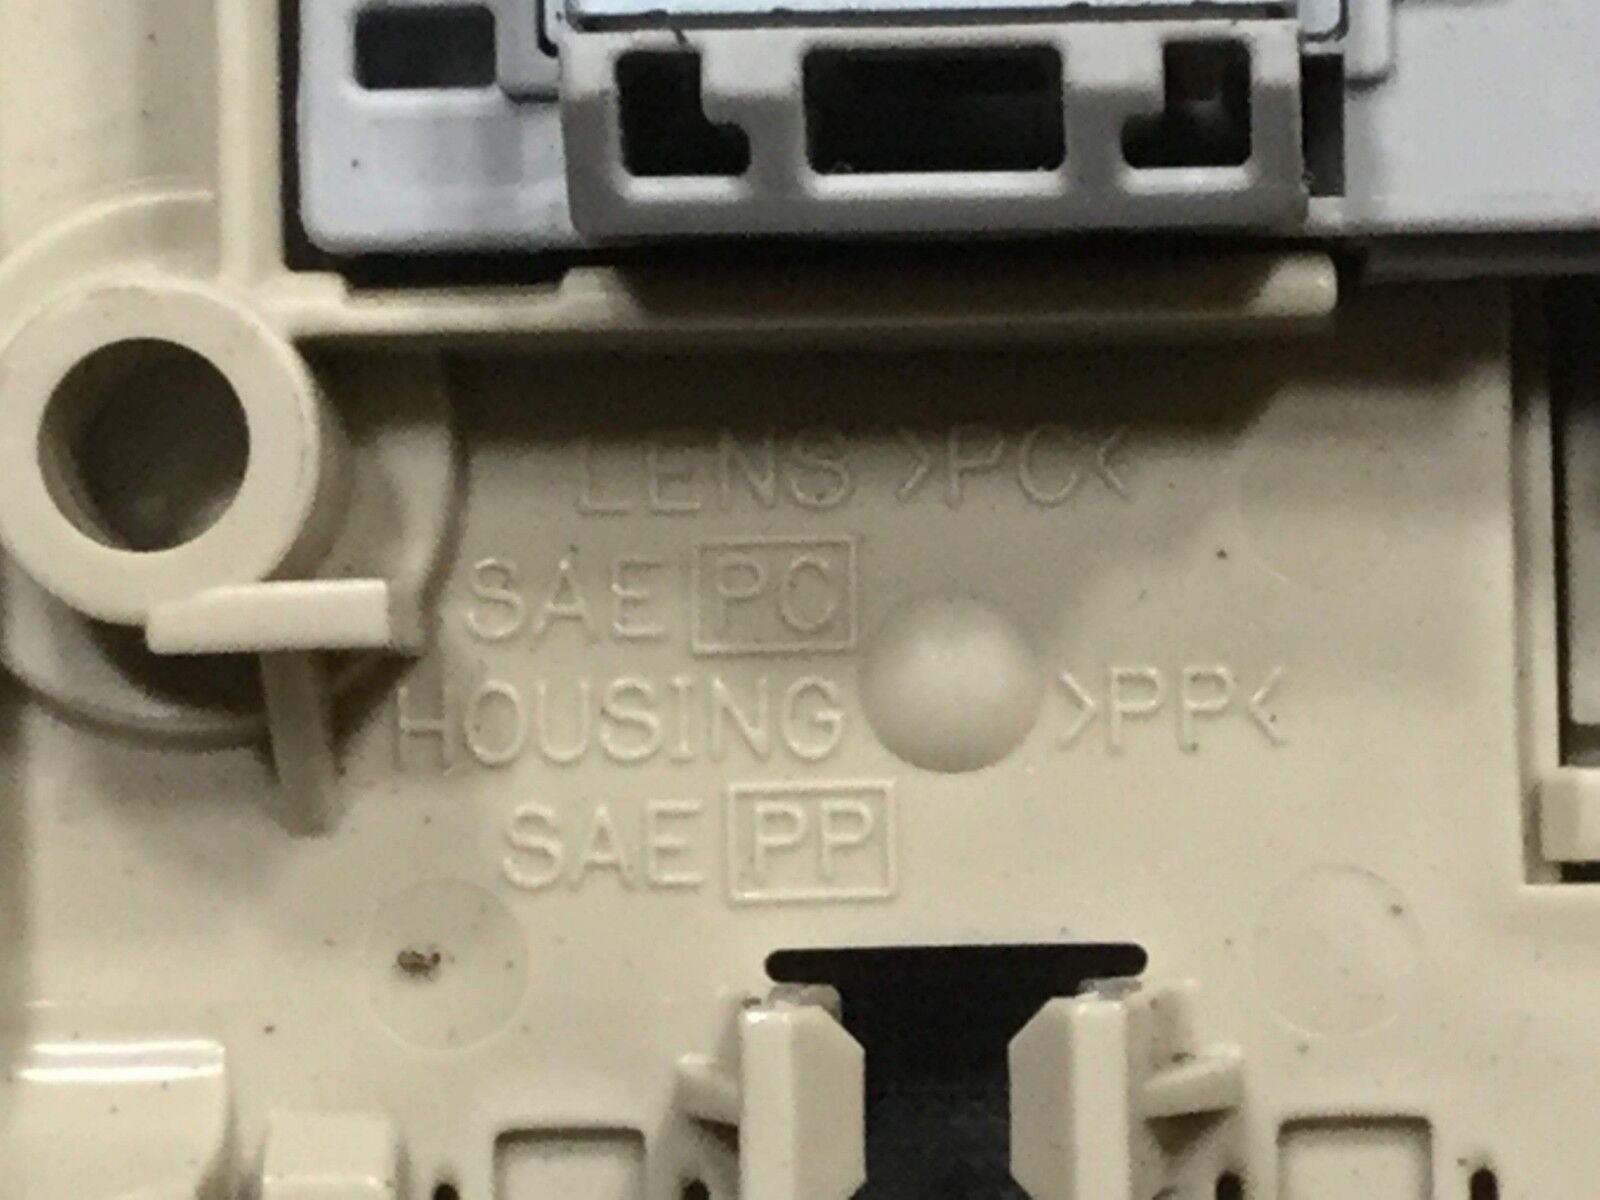 LENS >PC<
SAE PC
HOUSING >PP<
SAE PP